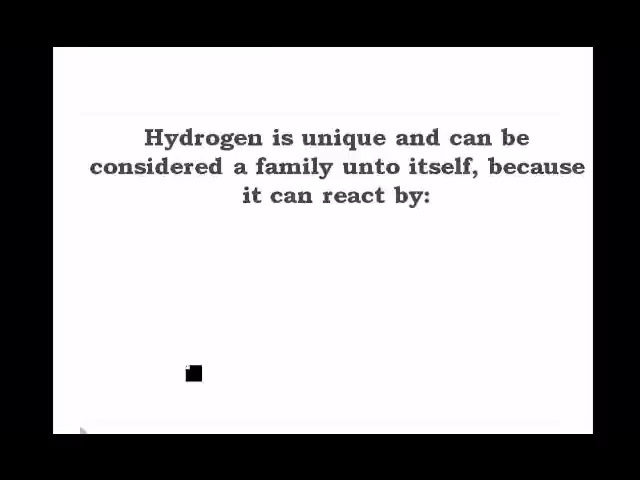 Hydrogen is unique and can be
considered a family unto itself, because
it can react by: